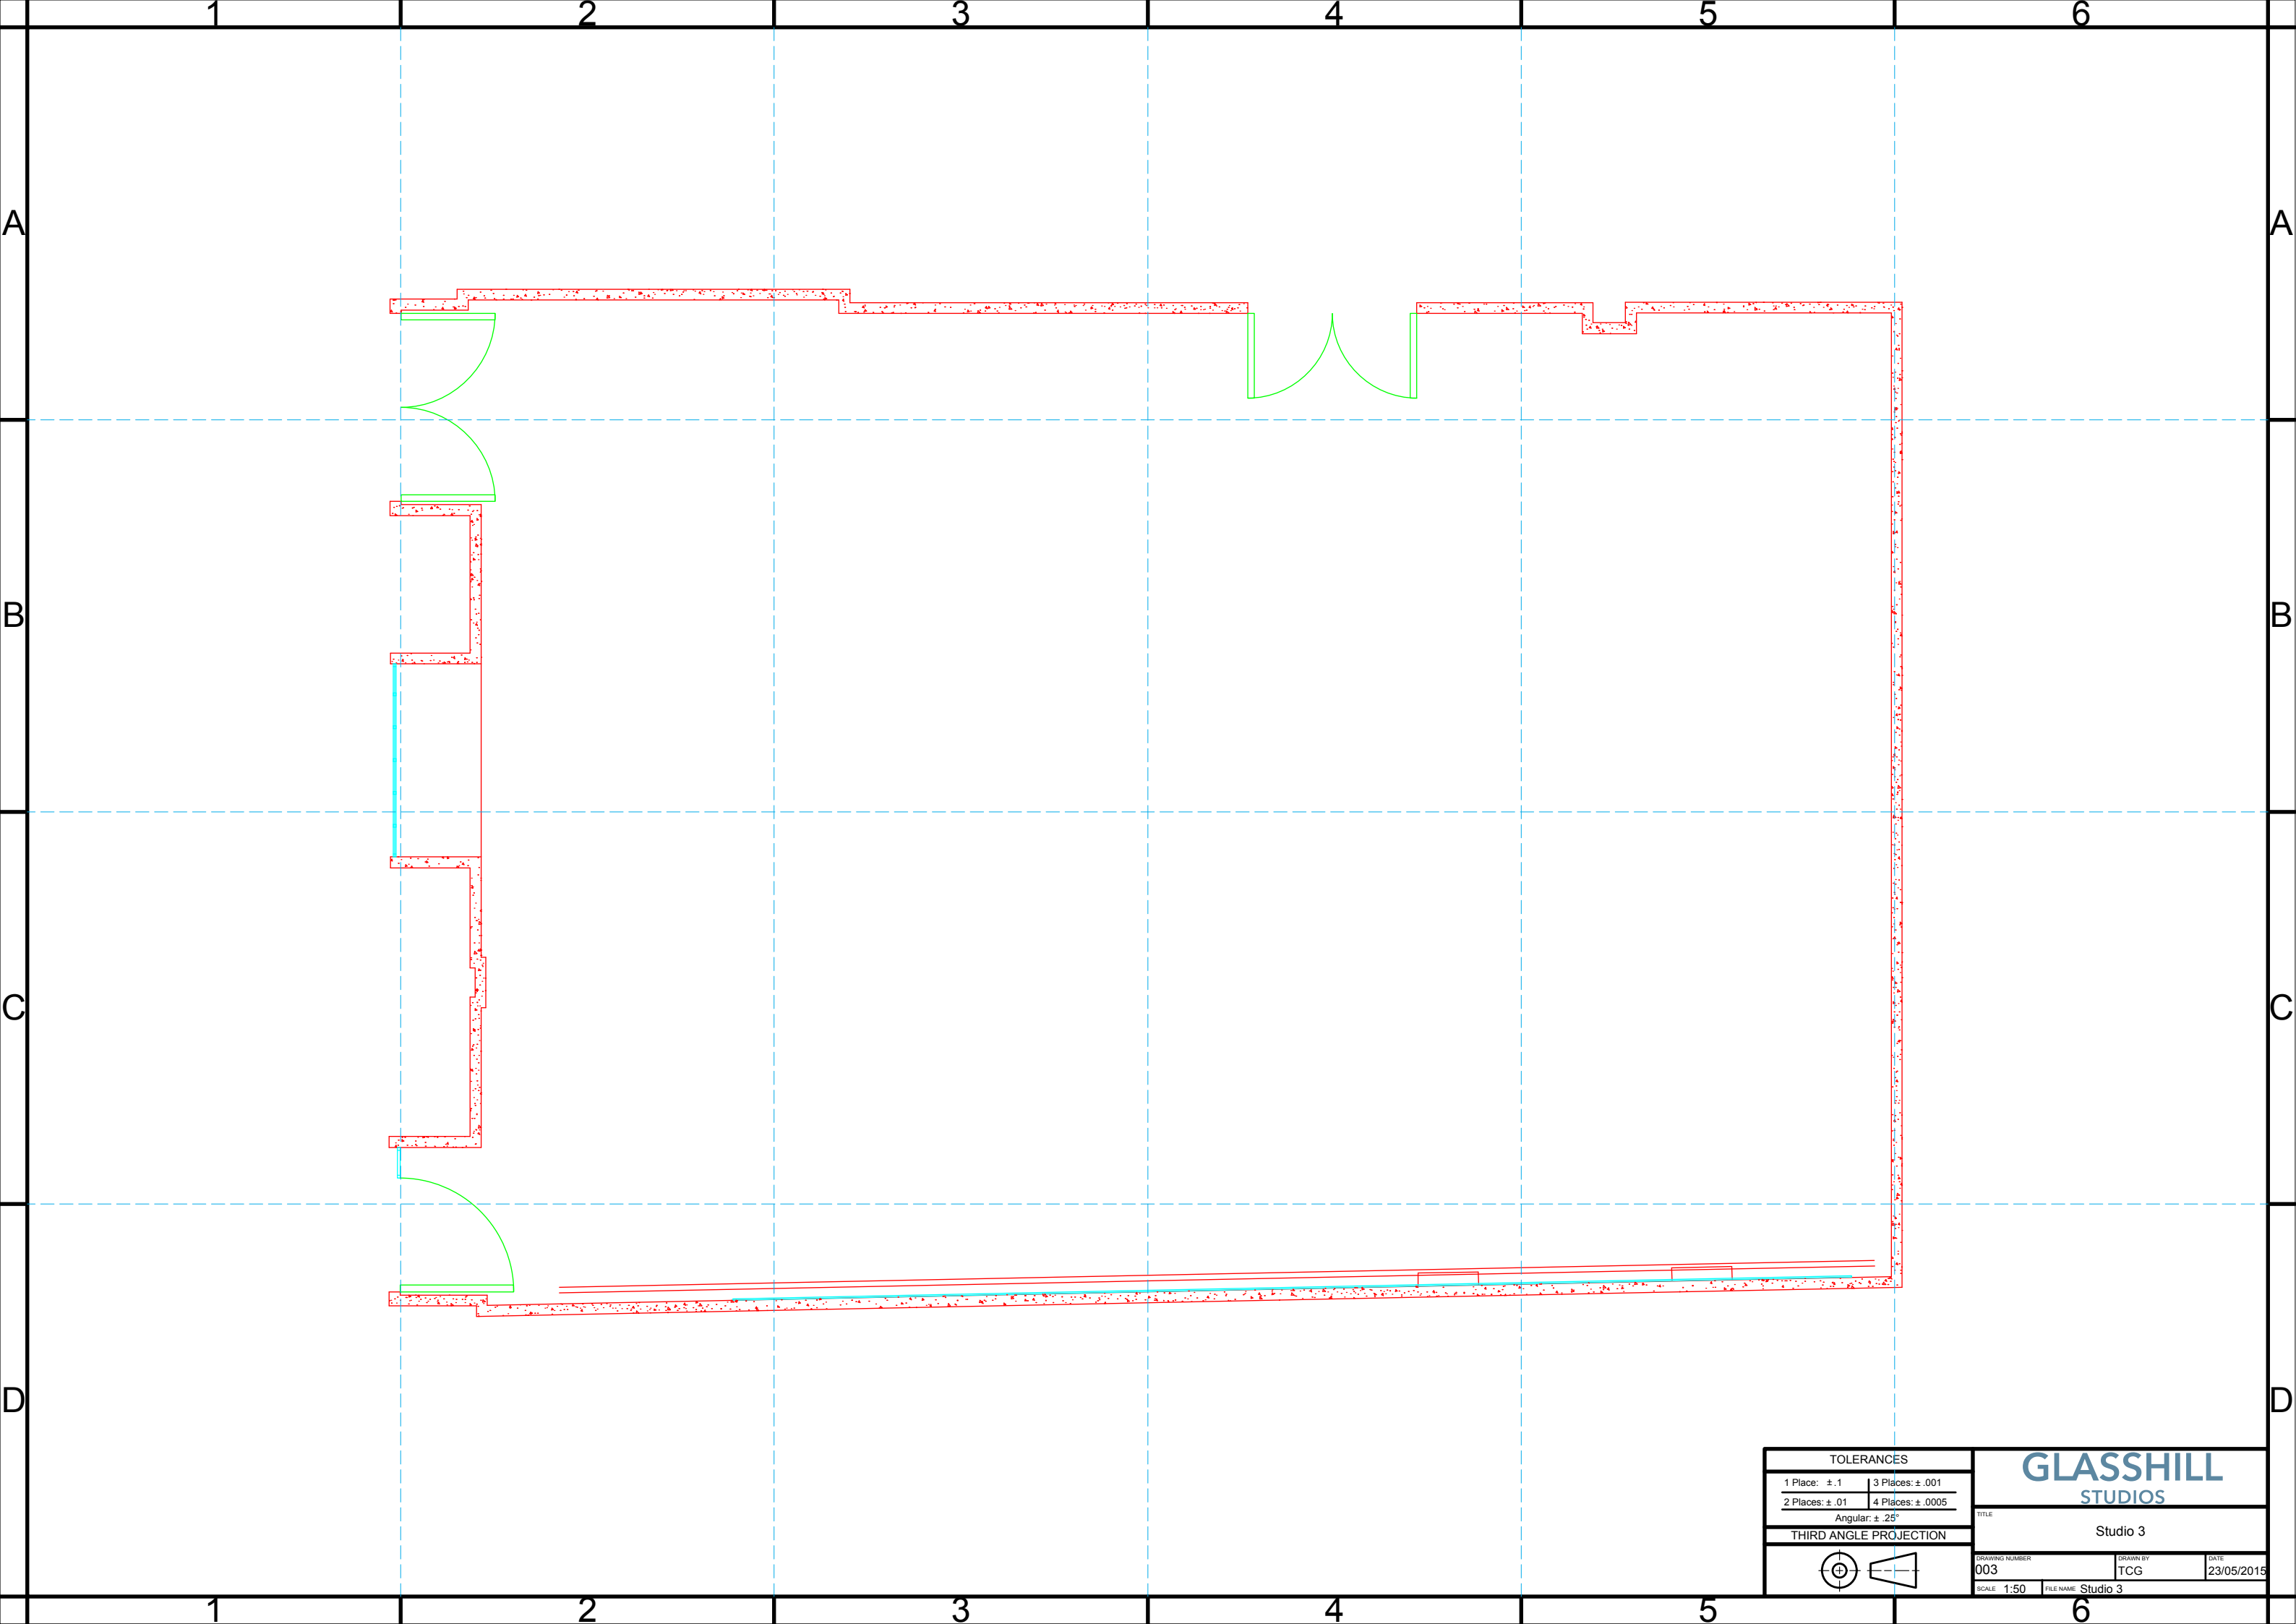 1 2 3 4 5 6
A A
B B
C C
D D
TOLERANCES
1 Place: ± .1 3 Places: ± .001
2 Places: ± .01 4 Places: ± .0005
Angular: ± .25°
THIRD ANGLE PROJECTION
GLASSHILL
STUDIOS
TITLE
Studio 3
DRAWING NUMBER DRAWN BY DATE
003 TCG 23/05/2015
SCALE 1:50 FILE NAME Studio 3
1 2 3 4 5 6